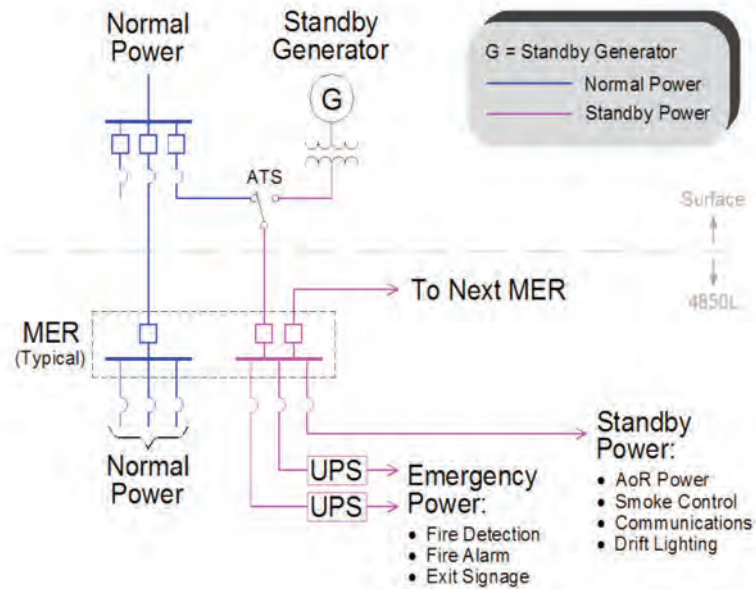 Normal
Power
Standby
Generator
G
G = Standby Generator
Normal Power
Standby Power
ATS
Surface
4850L
To Next MER
MER
(Typical)
Normal
Power
UPS
UPS
Emergency
Power:
• Fire Detection
• Fire Alarm
• Exit Signage
Standby
Power:
• AoR Power
• Smoke Control
• Communications
• Drift Lighting